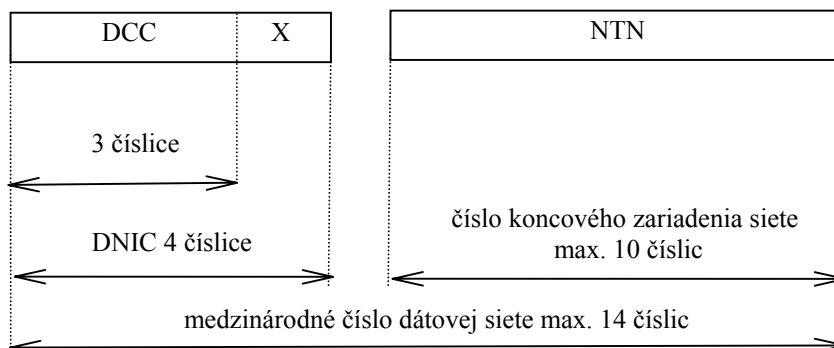 DCC X NTN
3 číslice
číslo koncového zariadenia siete
DNIC 4 číslice
max. 10 číslic
medzinárodné číslo dátovej siete max. 14 číslic